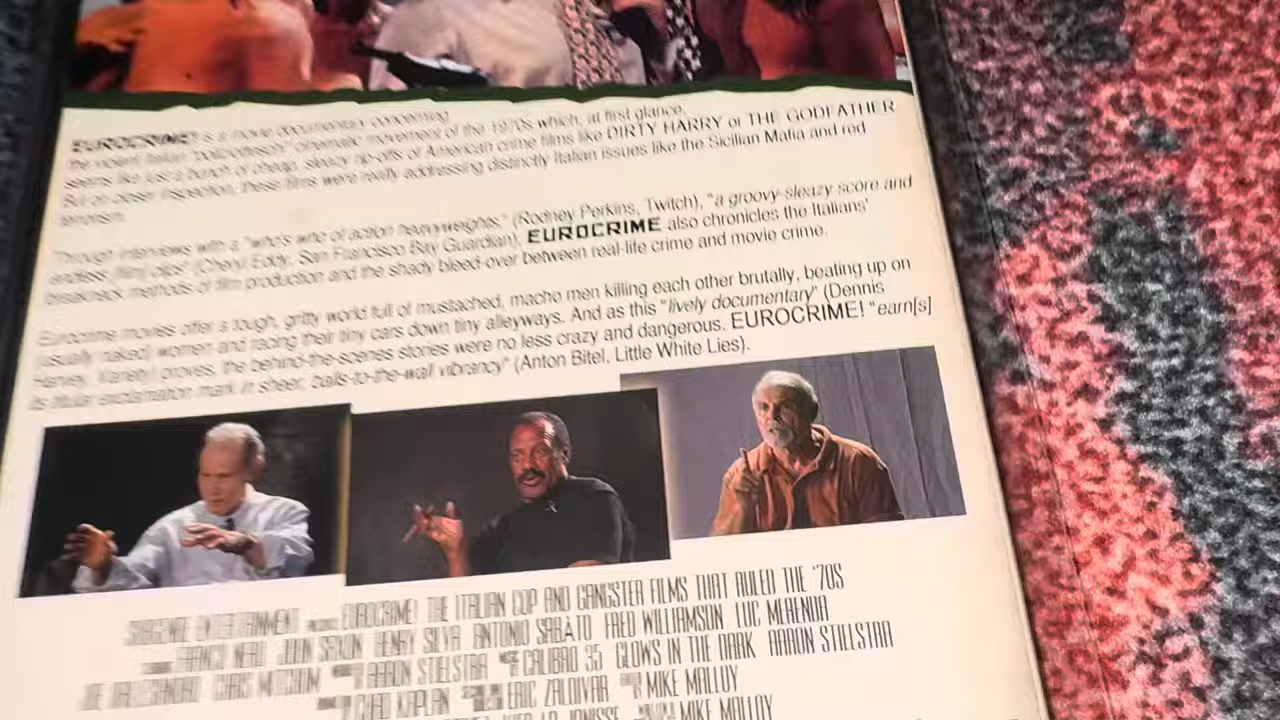 EUROCRIME! is a movie documentary concerning
the violent Italian "poliziotteschi" cinematic movement of the 1970s which, at first glance,
seems like just a bunch of cheap, sleazy rip-offs of American crime films like DIRTY HARRY or THE GODFATHER
But on closer inspection, these films were really addressing distinctly Italian issues like the Sicilian Mafia and red
terrorism.
Through interviews with a "who's who of action heavyweights," (Rodney Perkins, Twitch), "a groovy-sleazy score and
endless [film] clips" (Cheryl Eddy, San Francisco Bay Guardian), EUROCRIME also chronicles the Italians'
breakneck methods of film production and the shady bleed-over between real-life crime and movie crime.
Eurocrime movies offer a tough, gritty world full of mustached, macho men killing each other brutally, beating up on
(usually naked) women and racing their tiny cars down tiny alleyways. And as this "lively documentary" (Dennis
Harvey, Variety) proves, the behind-the-scenes stories were no less crazy and dangerous. EUROCRIME! "earn[s]
its titular exclamation mark in sheer, balls-to-the-wall vibrancy" (Anton Bitel, Little White Lies).
ENTERTAINMENT EUROCRIME! THE ITALIAN COP AND GANGSTER FILMS THAT RULED THE '70S
FRANCO NERO JOHN SAXON HENRY SILVA ANTONIO SABÀTO FRED WILLIAMSON LUC MERENDA
JOE DALLESANDRO CHRIS MITCHUM AARON STIELSTRA CALIBRO 35 GLOWS IN THE DARK AARON STIELSTRA
KAPLAN ERIC ZALDIVAR MIKE MALLOY
MIKE MALLOY